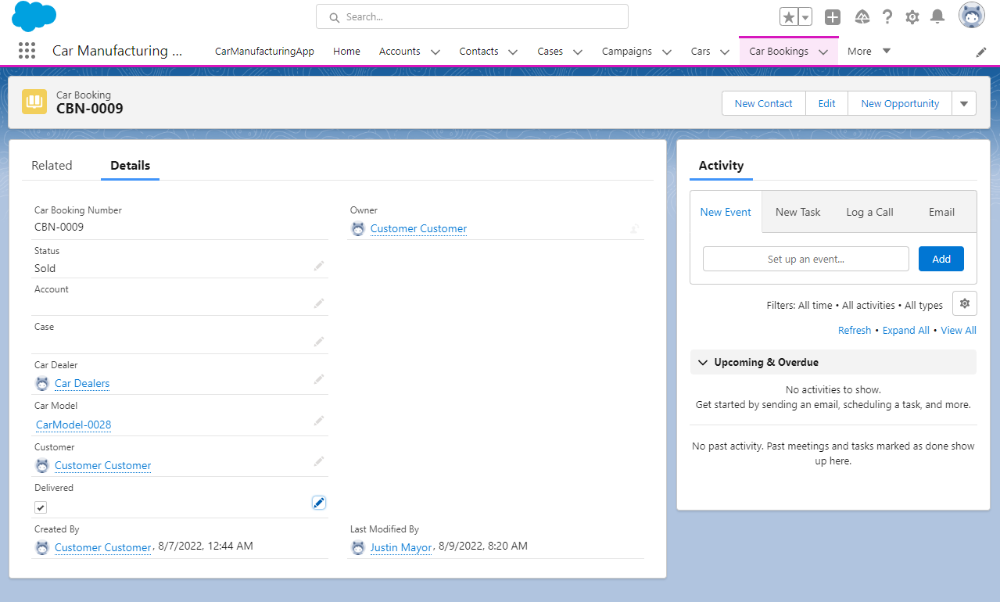 Search...
Car Manufacturing ...
CarManufacturingApp Home Accounts Contacts Cases Campaigns Cars Car Bookings More
Car Booking
CBN-0009
New Contact Edit New Opportunity
Related Details
Car Booking Number
CBN-0009
Owner
Customer Customer
Status
Sold
Account
Case
Car Dealer
Car Dealers
Car Model
CarModel-0028
Customer
Customer Customer
Delivered
Created By
Customer Customer, 8/7/2022, 12:44 AM
Last Modified By
Justin Mayor, 8/9/2022, 8:20 AM
Activity
New Event New Task Log a Call Email
Set up an event... Add
Filters: All time • All activities • All types
Refresh • Expand All • View All
Upcoming & Overdue
No activities to show.
Get started by sending an email, scheduling a task, and more.
No past activity. Past meetings and tasks marked as done show
up here.